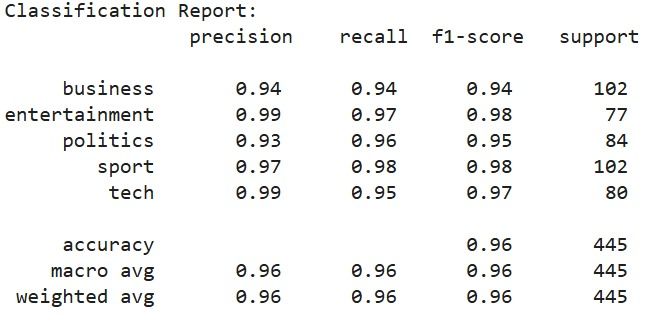 Classification Report:
precision recall f1-score support
business 0.94 0.94 0.94 102
entertainment 0.99 0.97 0.98 77
politics 0.93 0.96 0.95 84
sport 0.97 0.98 0.98 102
tech 0.99 0.95 0.97 80
accuracy 0.96 445
macro avg 0.96 0.96 0.96 445
weighted avg 0.96 0.96 0.96 445